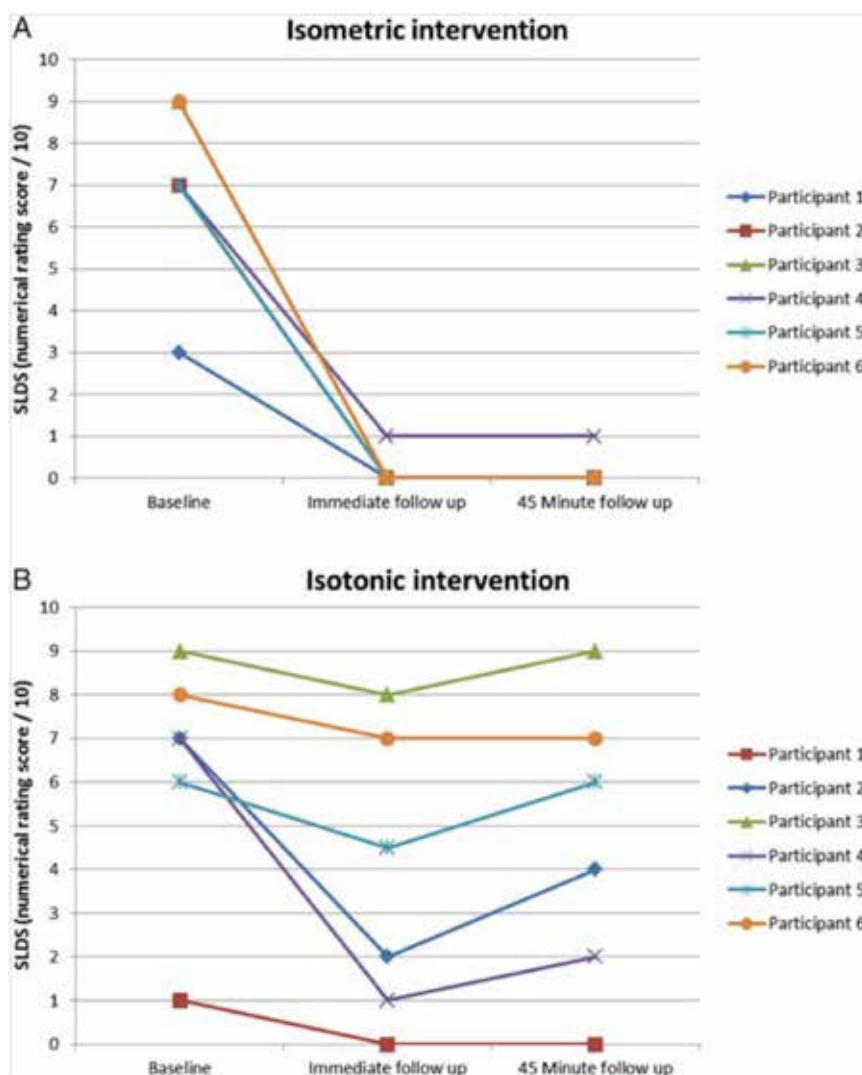 A
Isometric intervention
SLDS (numerical rating score / 10)
10
9
8
7
6
5
4
3
2
1
0
Baseline
Immediate follow up
45 Minute follow up
Participant 1
Participant 2
Participant 3
Participant 4
Participant 5
Participant 6
B
Isotonic intervention
SLDS (numerical rating score / 10)
10
9
8
7
6
5
4
3
2
1
0
Baseline
Immediate follow up
45 Minute follow up
Participant 1
Participant 2
Participant 3
Participant 4
Participant 5
Participant 6